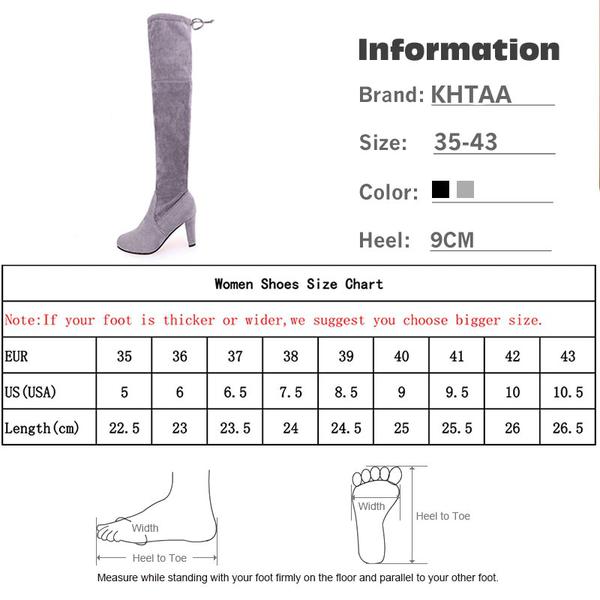 Information
Brand: KHTAA
Size: 35-43
Color:
Heel: 9CM
Women Shoes Size Chart
Note:If your foot is thicker or wider,we suggest you choose bigger size.
EUR 35 36 37 38 39 40 41 42 43
US(USA) 5 6 6.5 7.5 8.5 9 9.5 10 10.5
Length(cm) 22.5 23 23.5 24 24.5 25 25.5 26 26.5
Width
Heel to Toe
Width
Heel to Toe
Measure while standing with your foot firmly on the floor and parallel to your other foot.